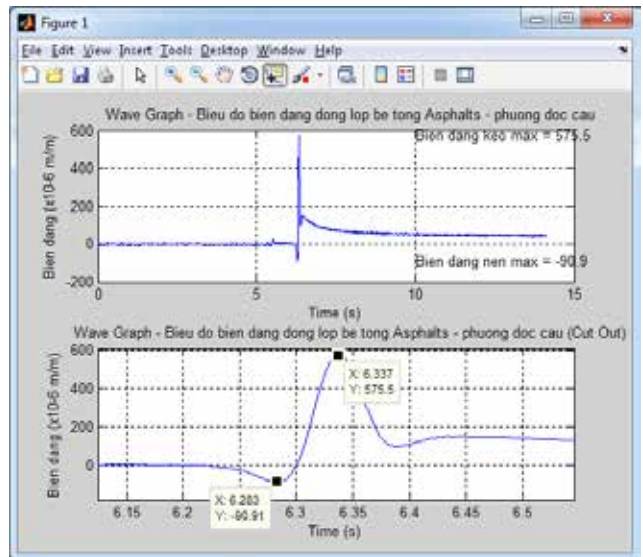 Figure 1
File Edit View Insert Tools Desktop Window Help
Wave Graph - Bieu do bien dang dong lop be tong Asphalts - phuong doc cau
Bien dang keo max = 575.5
Bien dang nen max = -90.9
Bien dang (x10-6 m/m)
600
400
200
0
-200
0 5 10 15
Time (s)
Wave Graph - Bieu do bien dang dong lop be tong Asphalts - phuong doc cau (Cut Out)
Bien dang (x10-6 m/m)
600
400
200
0
X: 6.337
Y: 575.5
X: 6.283
Y: -90.91
6.15 6.2 6.3 6.35 6.4 6.45 6.5
Time (s)